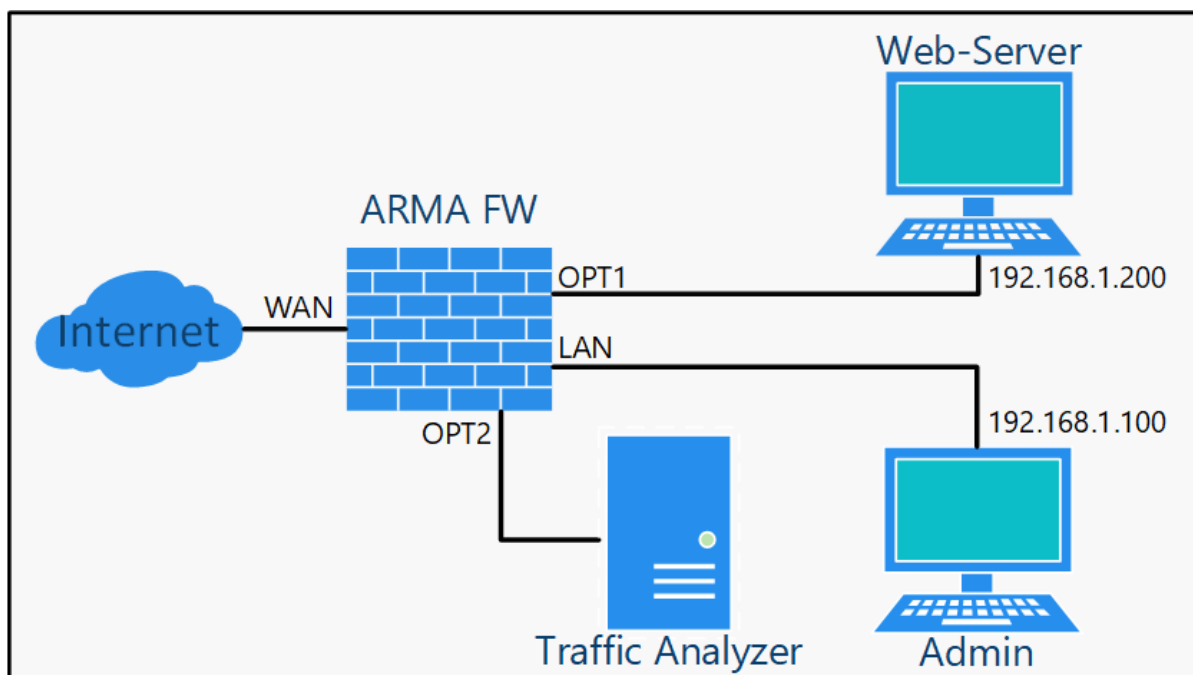 Web-Server
ARMA FW
OPT1
192.168.1.200
WAN
Internet
LAN
OPT2
192.168.1.100
Traffic Analyzer
Admin